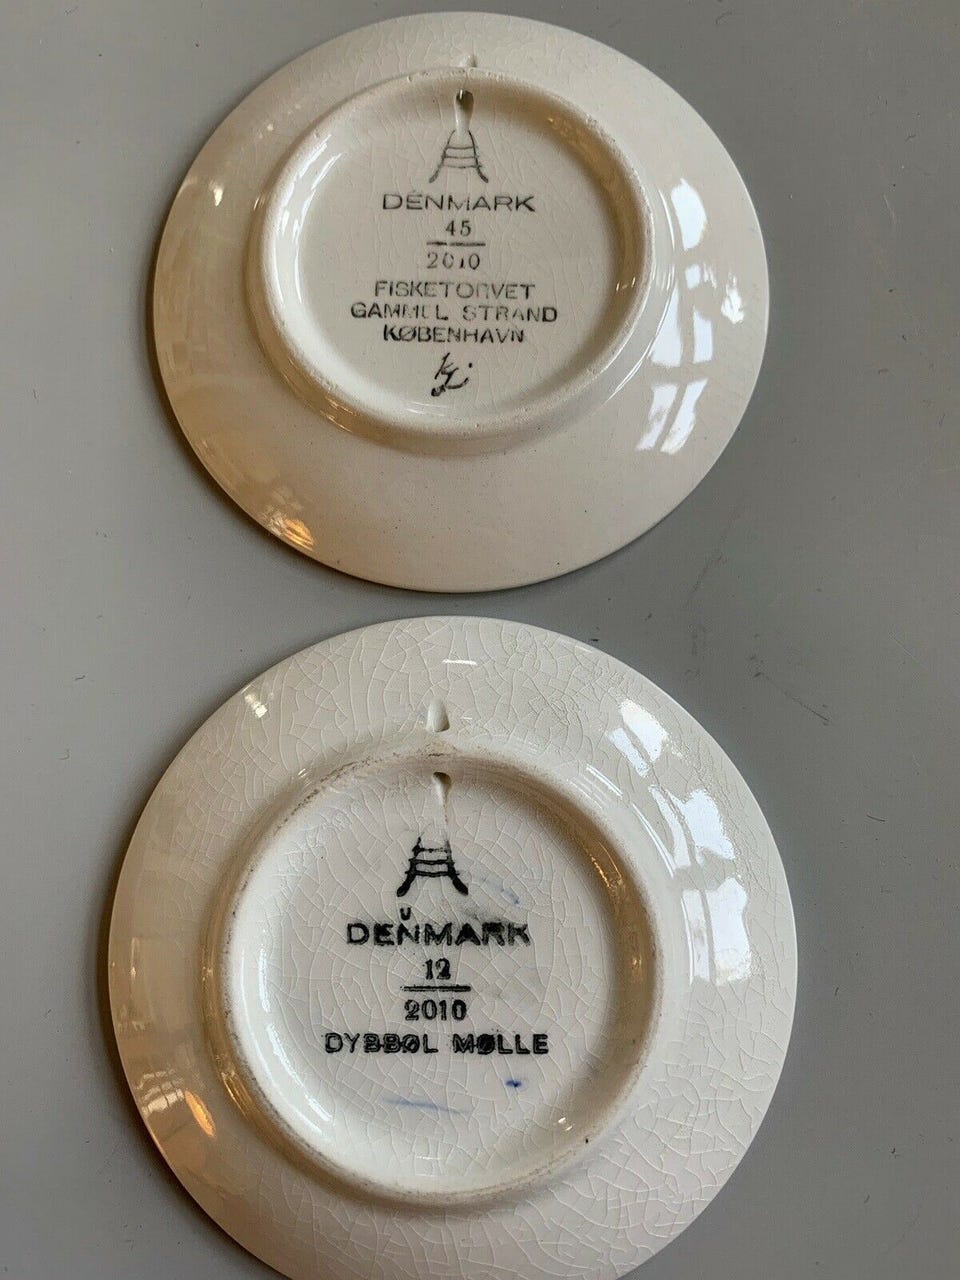 DENMARK
45
2010
FISKETORVET
GAMMEL STRAND
KØBENHAVN
DENMARK
12
2010
DYBBØL MØLLE